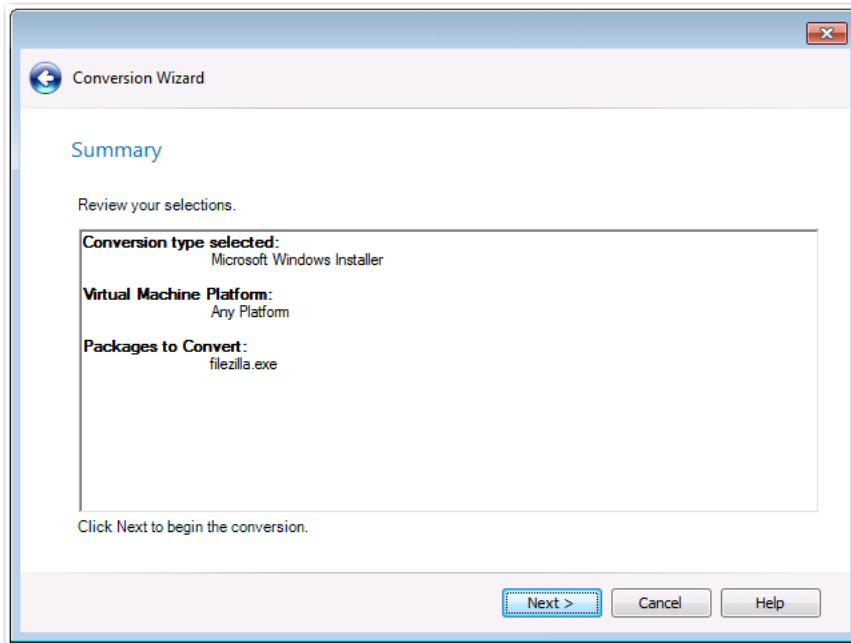 Conversion Wizard
Summary
Review your selections.
Conversion type selected:
Microsoft Windows Installer
Virtual Machine Platform:
Any Platform
Packages to Convert:
filezilla.exe
Click Next to begin the conversion.
Next >
Cancel
Help